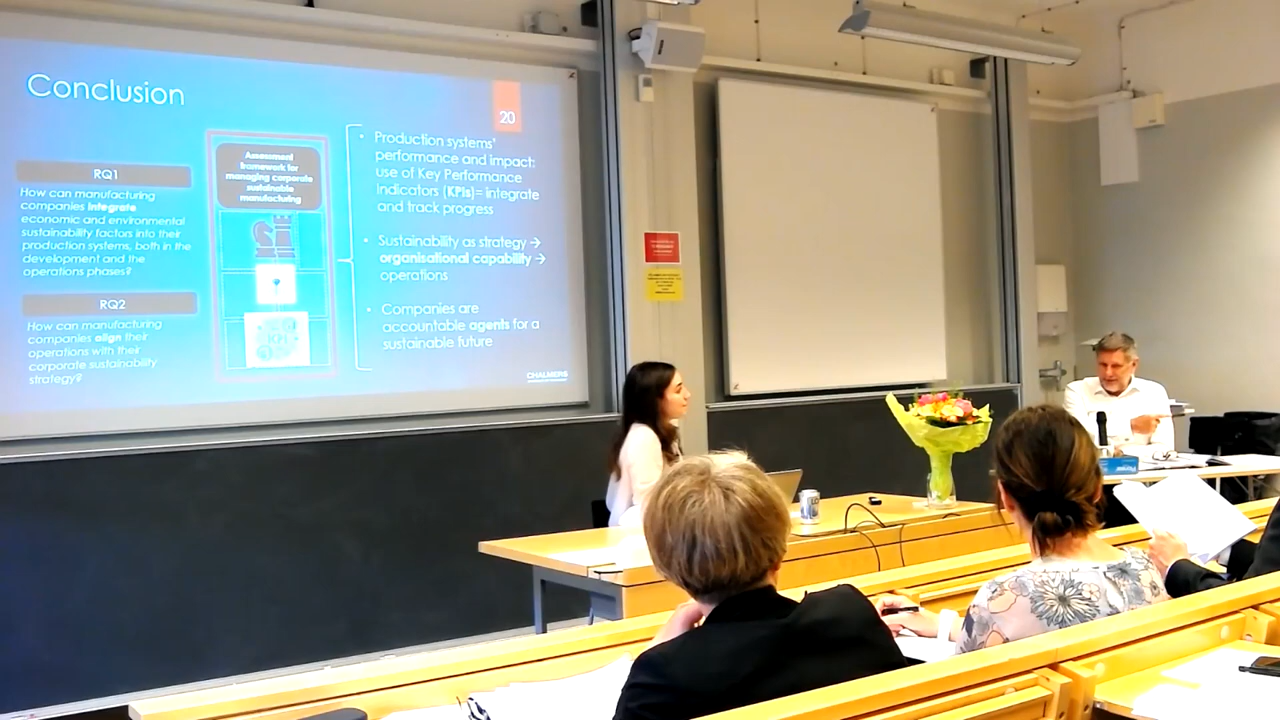 Conclusion
20
RQ1
How can manufacturing
companies integrate
economic and environmental
sustainability factors into their
production systems, both in the
development and the
operations phases?
RQ2
How can manufacturing
companies align their
operations with their
corporate sustainability
strategy?
Assessment
framework for
managing corporate
sustainable
manufacturing
KPI
• Production systems'
performance and impact:
use of Key Performance
Indicators (KPIs)= integrate
and track progress
• Sustainability as strategy →
organisational capability →
operations
• Companies are
accountable agents for a
sustainable future
CHALMERS